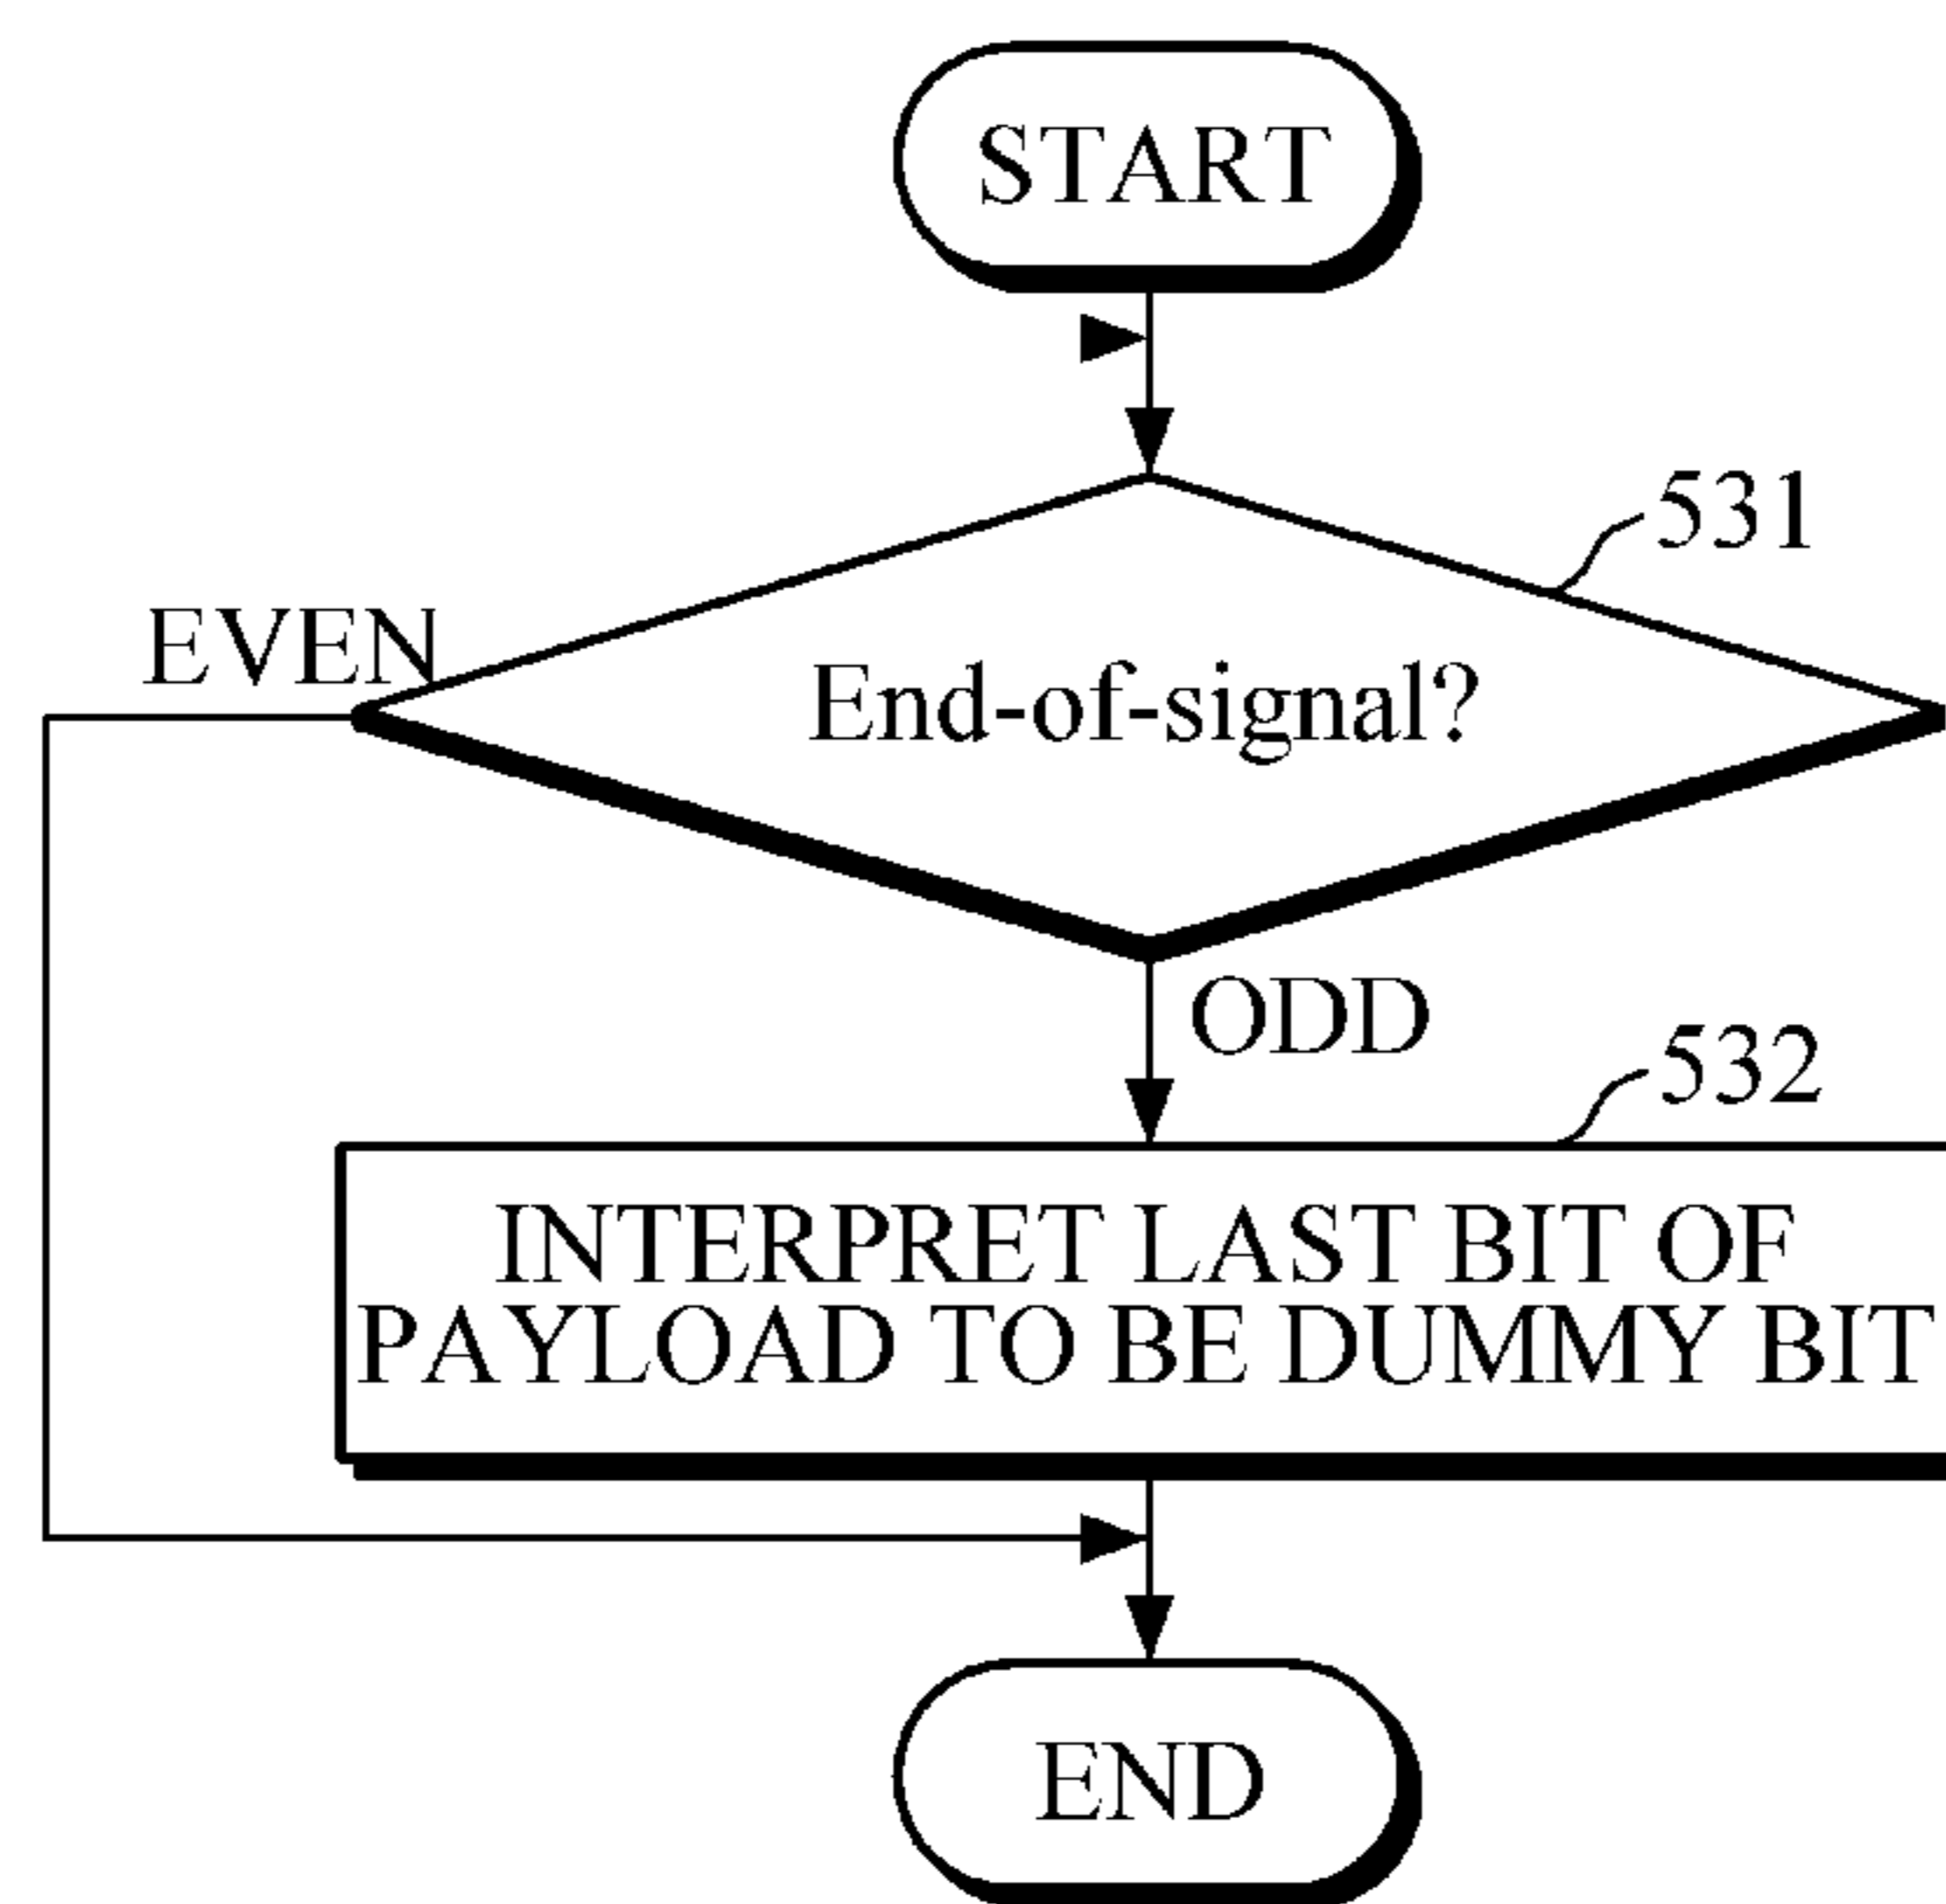 START
531
EVEN
End-of-signal?
ODD
532
INTERPRET LAST BIT OF
PAYLOAD TO BE DUMMY BIT
END